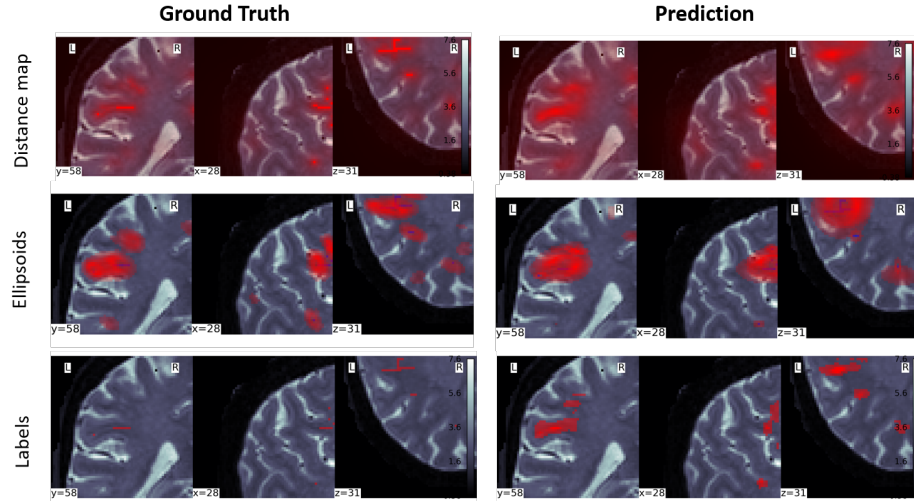 Ground Truth Prediction
Distance map
L R L R 7.6
5.6
3.6
1.6
y=58 x=28 z=31
L R L R 7.6
5.6
3.6
1.6
y=58 x=28 z=31
Ellipsoids
L R L R
y=58 x=28 z=31
L R L R
y=58 x=28 z=31
Labels
L R L R 7.6
5.6
3.6
1.6
y=58 x=28 z=31
L R L R 7.6
5.6
3.6
1.6
y=58 x=28 z=31